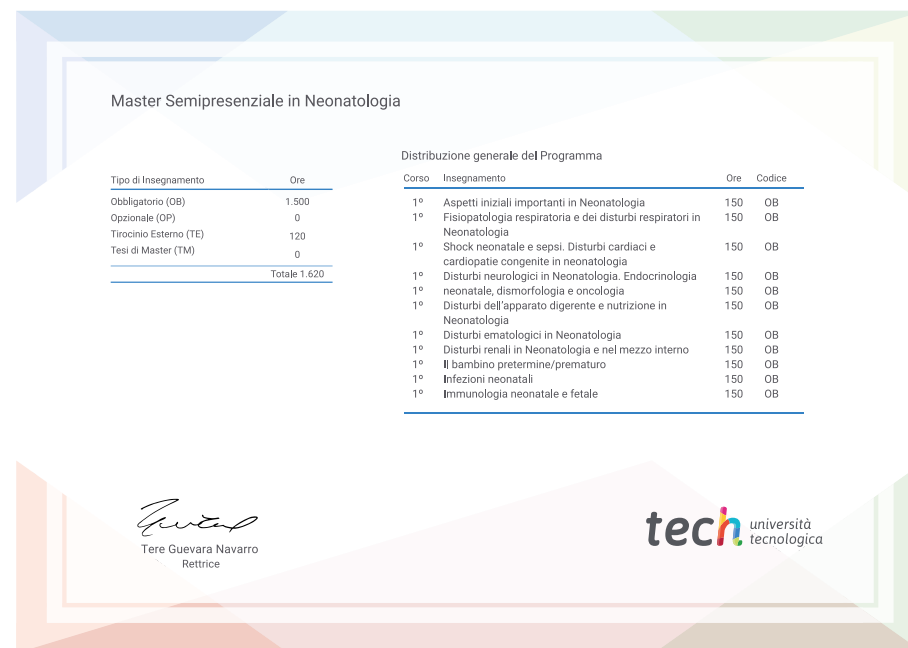 Master Semipresenziale in Neonatologia
Tipo di Insegnamento Ore
Obbligatorio (OB) 1.500
Opzionale (OP) 0
Tirocinio Esterno (TE) 120
Tesi di Master (TM) 0
Totale 1.620
Distribuzione generale del Programma
Corso Insegnamento Ore Codice
1º Aspetti iniziali importanti in Neonatologia 150 OB
1º Fisiopatologia respiratoria e dei disturbi respiratori in 150 OB
Neonatologia
1º Shock neonatale e sepsi. Disturbi cardiaci e 150 OB
cardiopatie congenite in neonatologia
1º Disturbi neurologici in Neonatologia. Endocrinologia 150 OB
1º neonatale, dismorfologia e oncologia 150 OB
1º Disturbi dell'apparato digerente e nutrizione in 150 OB
Neonatologia
1º Disturbi ematologici in Neonatologia 150 OB
1º Disturbi renali in Neonatologia e nel mezzo interno 150 OB
1º Il bambino pretermine/prematuro 150 OB
1º Infezioni neonatali 150 OB
1º Immunologia neonatale e fetale 150 OB
Tere Guevara Navarro
Rettrice
tech università
tecnologica